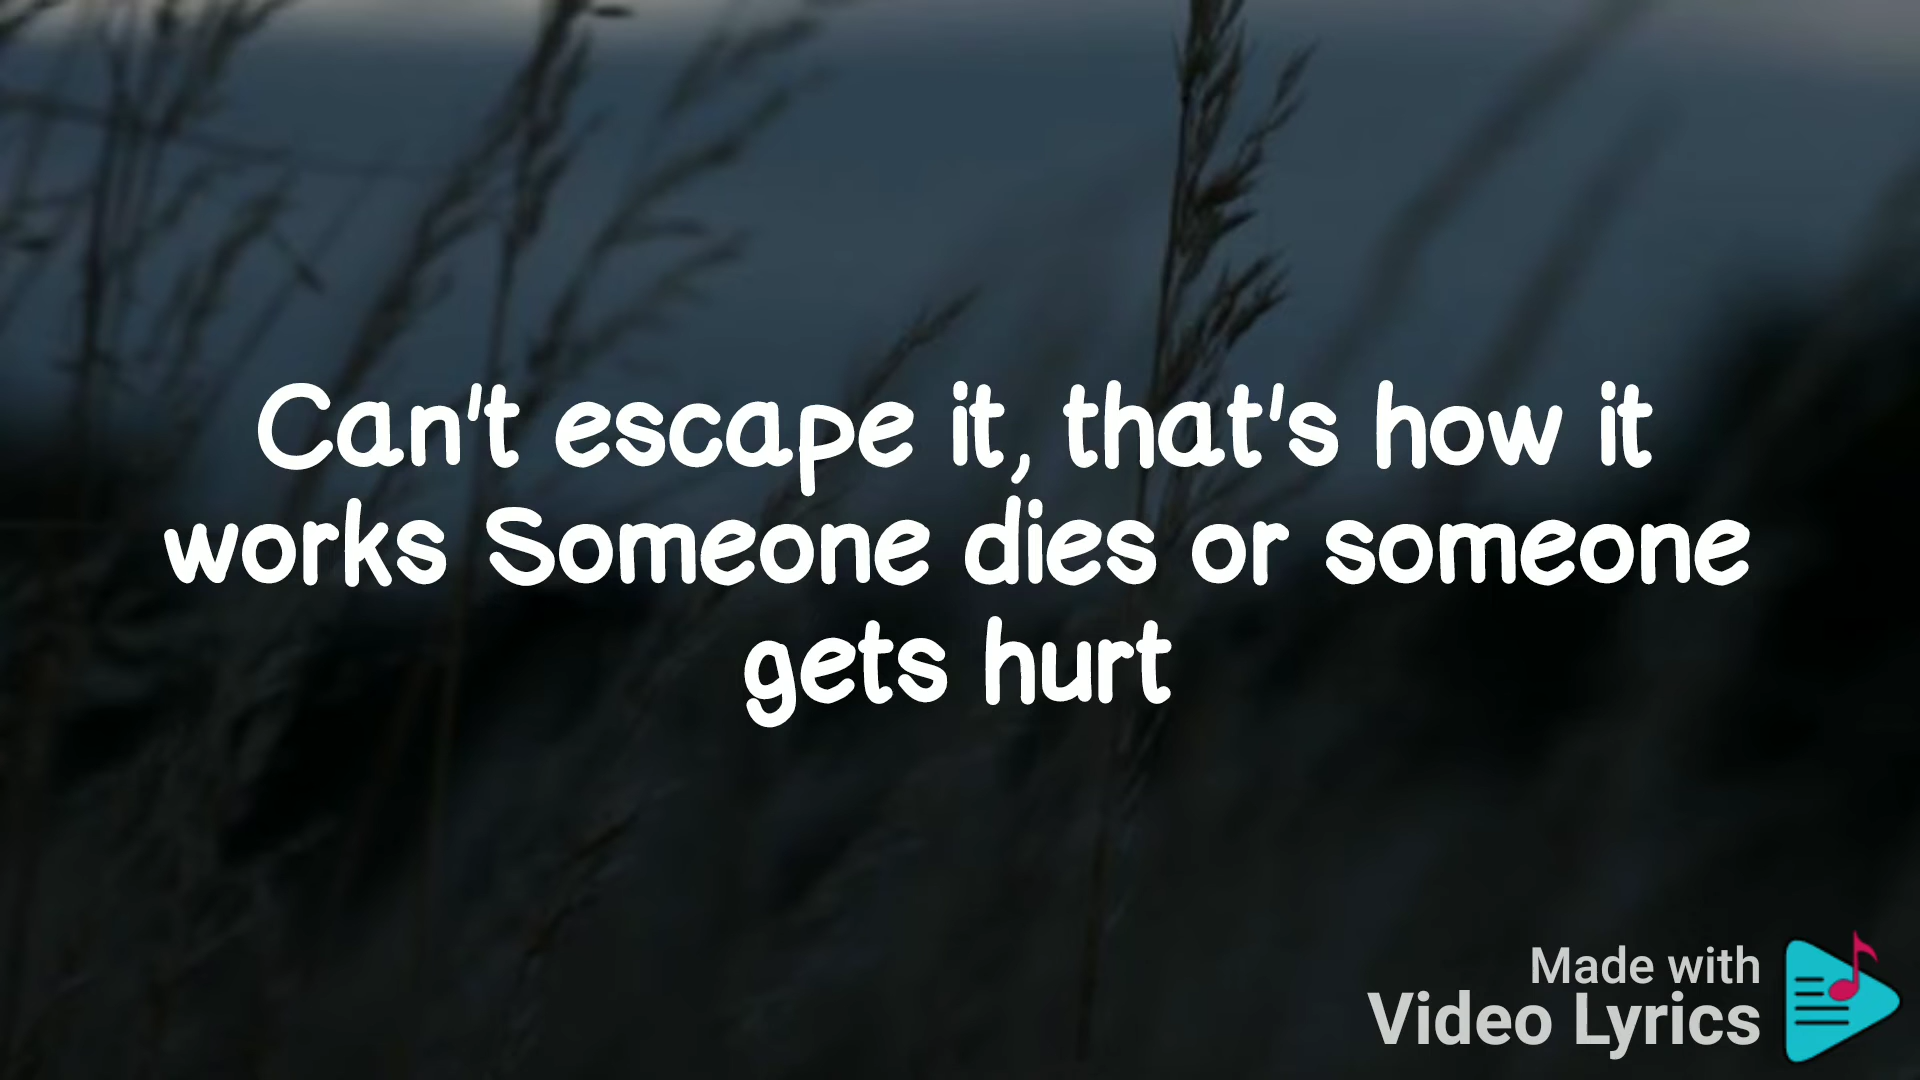 Can't escape it, that's how it
works Someone dies or someone
gets hurt
Made with
Video Lyrics